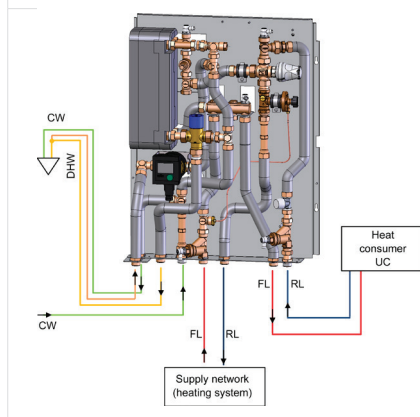 CW
DHW
CW
FL
RL
FL
RL
Heat
consumer
UC
Supply network
(heating system)